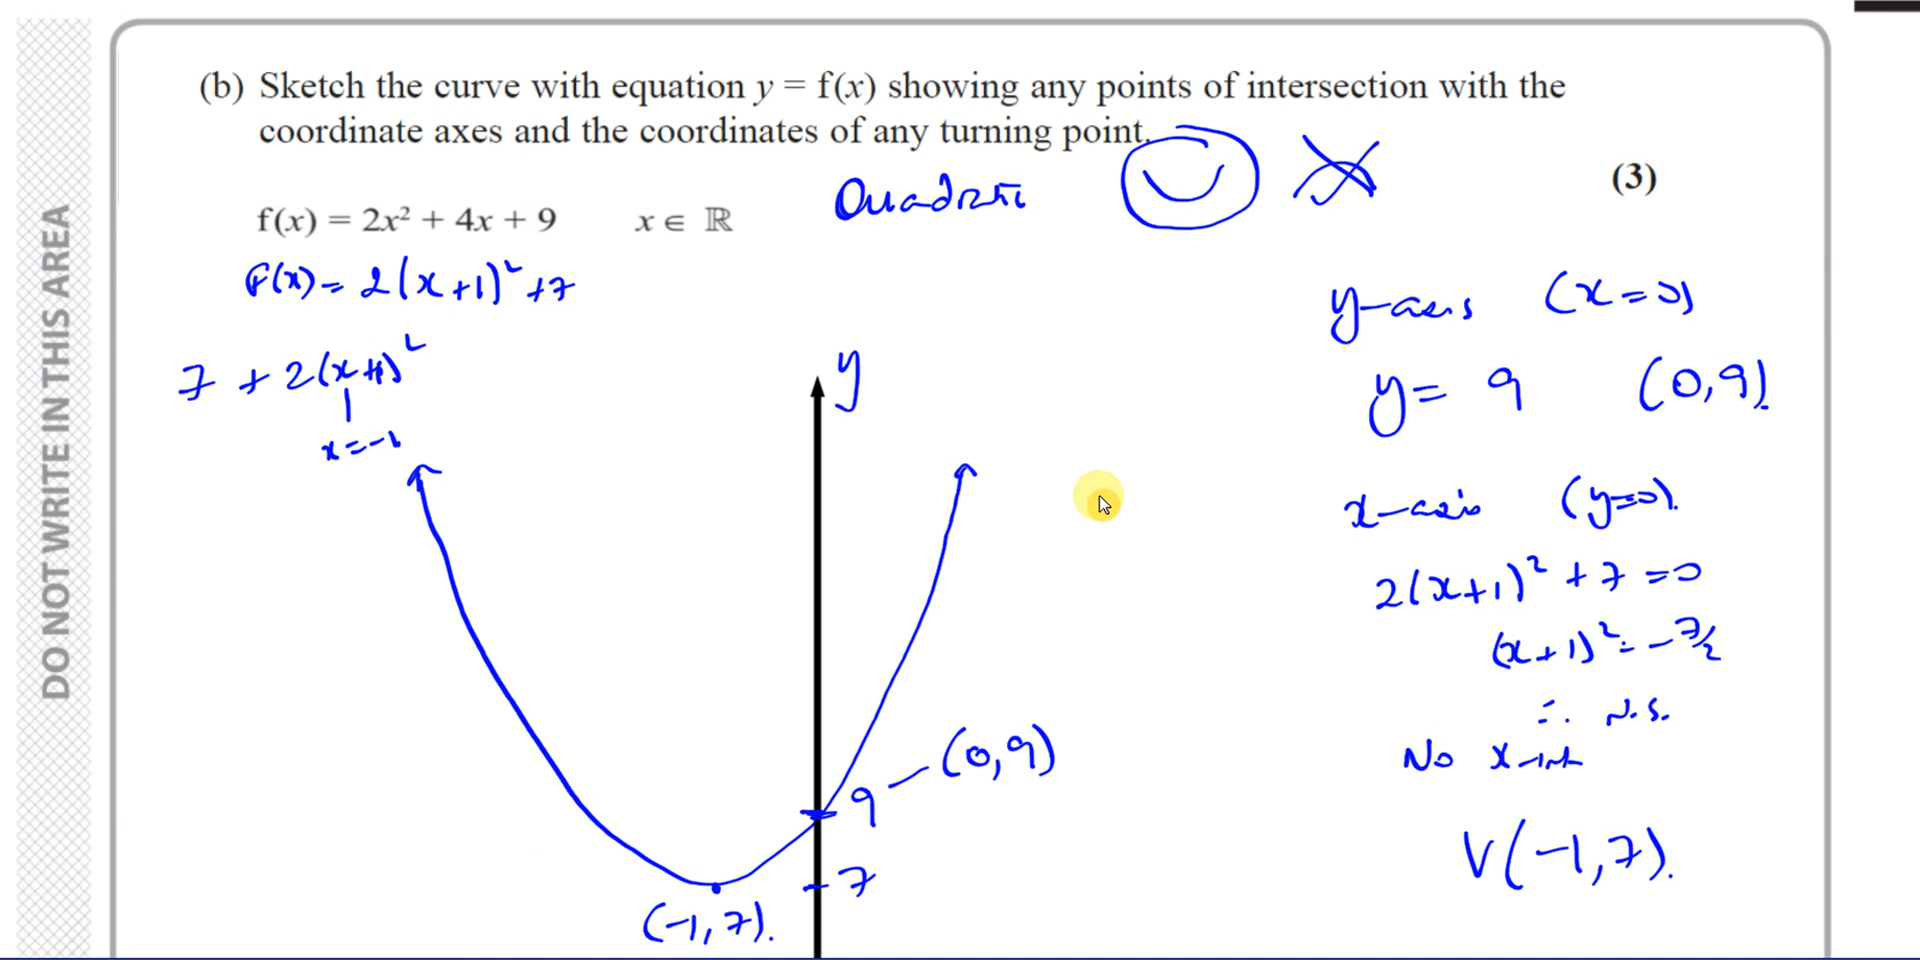 DO NOT WRITE IN THIS AREA
(b) Sketch the curve with equation y = f(x) showing any points of intersection with the
coordinate axes and the coordinates of any turning point.
(3)
f(x) = 2x² + 4x + 9 x ∈ ℝ
F(x) = 2(x+1)² + 7
7 + 2(x+1)²
x = -1
y
9 (0,9)
7
(-1,7).
y-axis (x=0)
y = 9 (0,9).
x-axis (y=0).
2(x+1)² + 7 = 0
(x+1)² = -7/2
∴ N.S.
No x-int
V(-1,7).